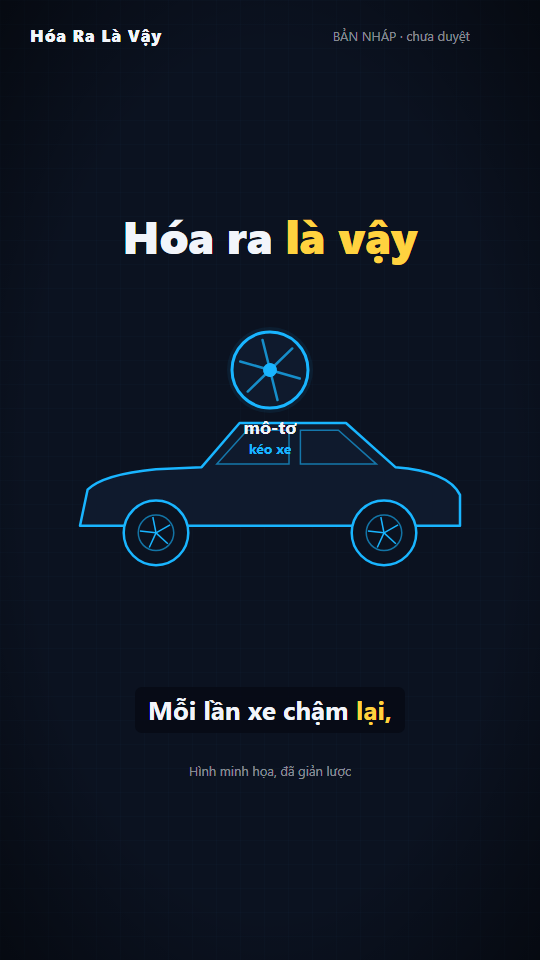 Hóa Ra Là Vậy
BẢN NHÁP · chưa duyệt
Hóa ra là vậy
mô-tơ
kéo xe
Mỗi lần xe chậm lại,
Hình minh họa, đã giản lược